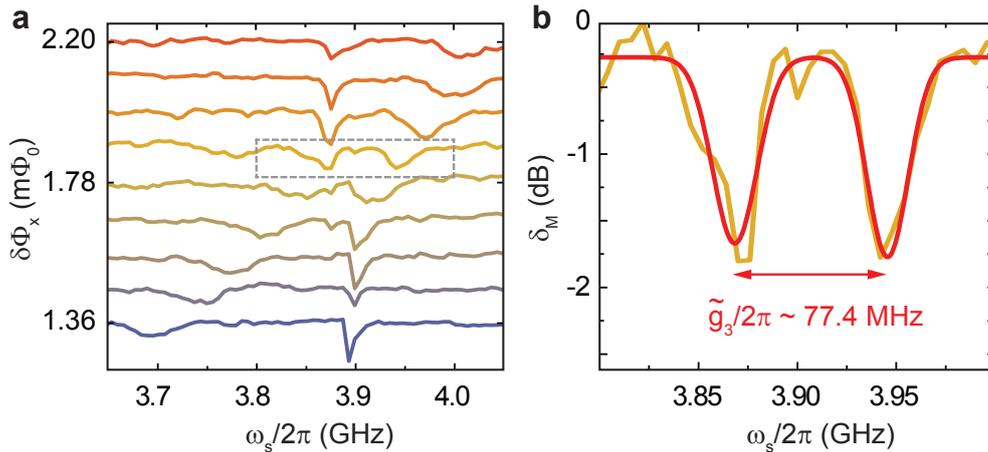 a
2.20
1.78
1.36
δΦₓ (mΦ₀)
3.7 3.8 3.9 4.0
ωₛ/2π (GHz)
b
0
-1
-2
δ_M (dB)
g̃₃/2π ~ 77.4 MHz
3.85 3.90 3.95
ωₛ/2π (GHz)